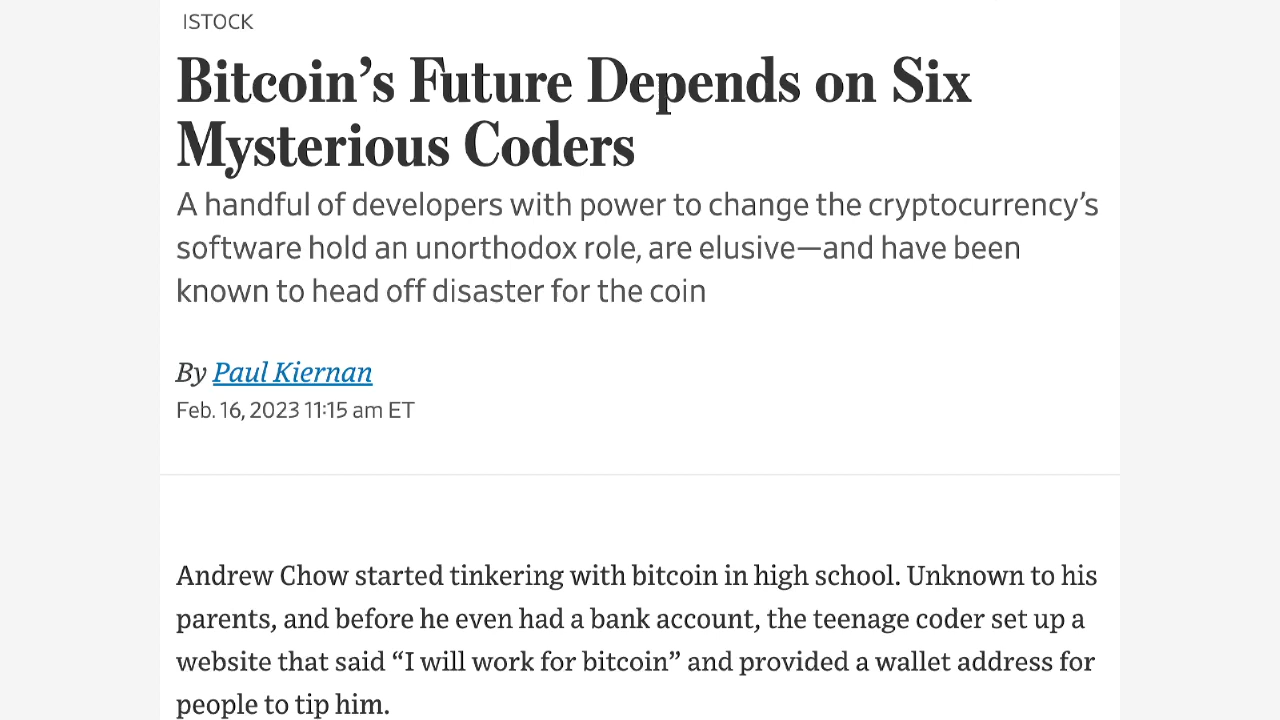 ISTOCK
Bitcoin’s Future Depends on Six
Mysterious Coders
A handful of developers with power to change the cryptocurrency’s
software hold an unorthodox role, are elusive—and have been
known to head off disaster for the coin
By Paul Kiernan
Feb. 16, 2023 11:15 am ET
Andrew Chow started tinkering with bitcoin in high school. Unknown to his
parents, and before he even had a bank account, the teenage coder set up a
website that said “I will work for bitcoin” and provided a wallet address for
people to tip him.